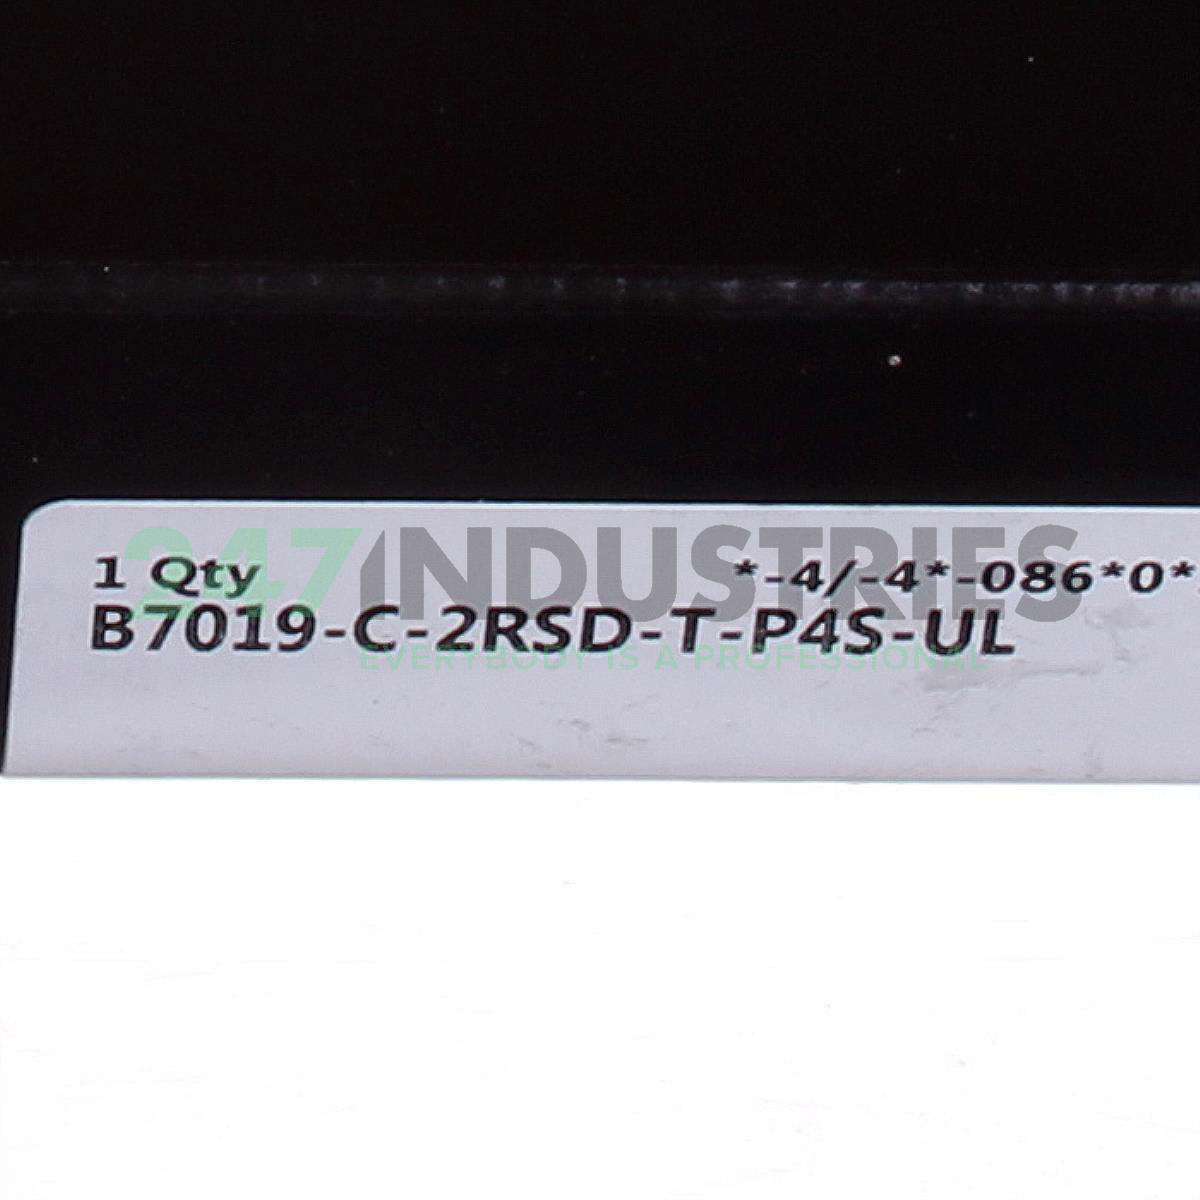 247INDUSTRIES
1 Qty *-4/-4*-086*0*
B7019-C-2RSD-T-P4S-UL
EVERYBODY IS A PROFESSIONAL